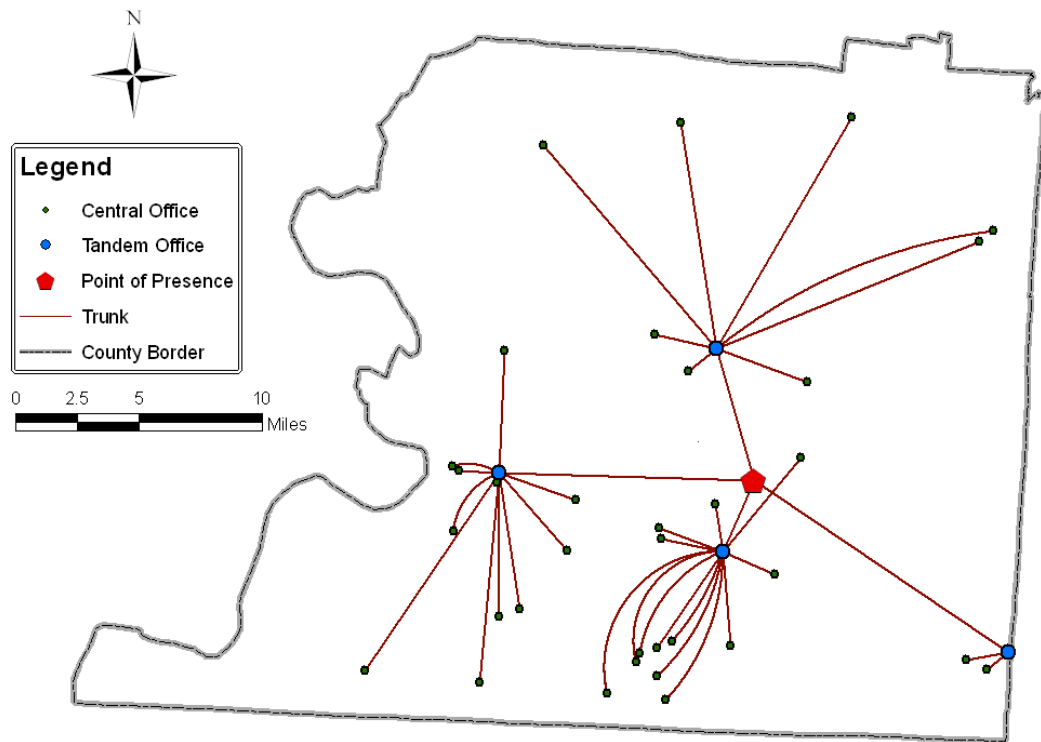 N
Legend
Central Office
Tandem Office
Point of Presence
Trunk
County Border
0 2.5 5 10
Miles